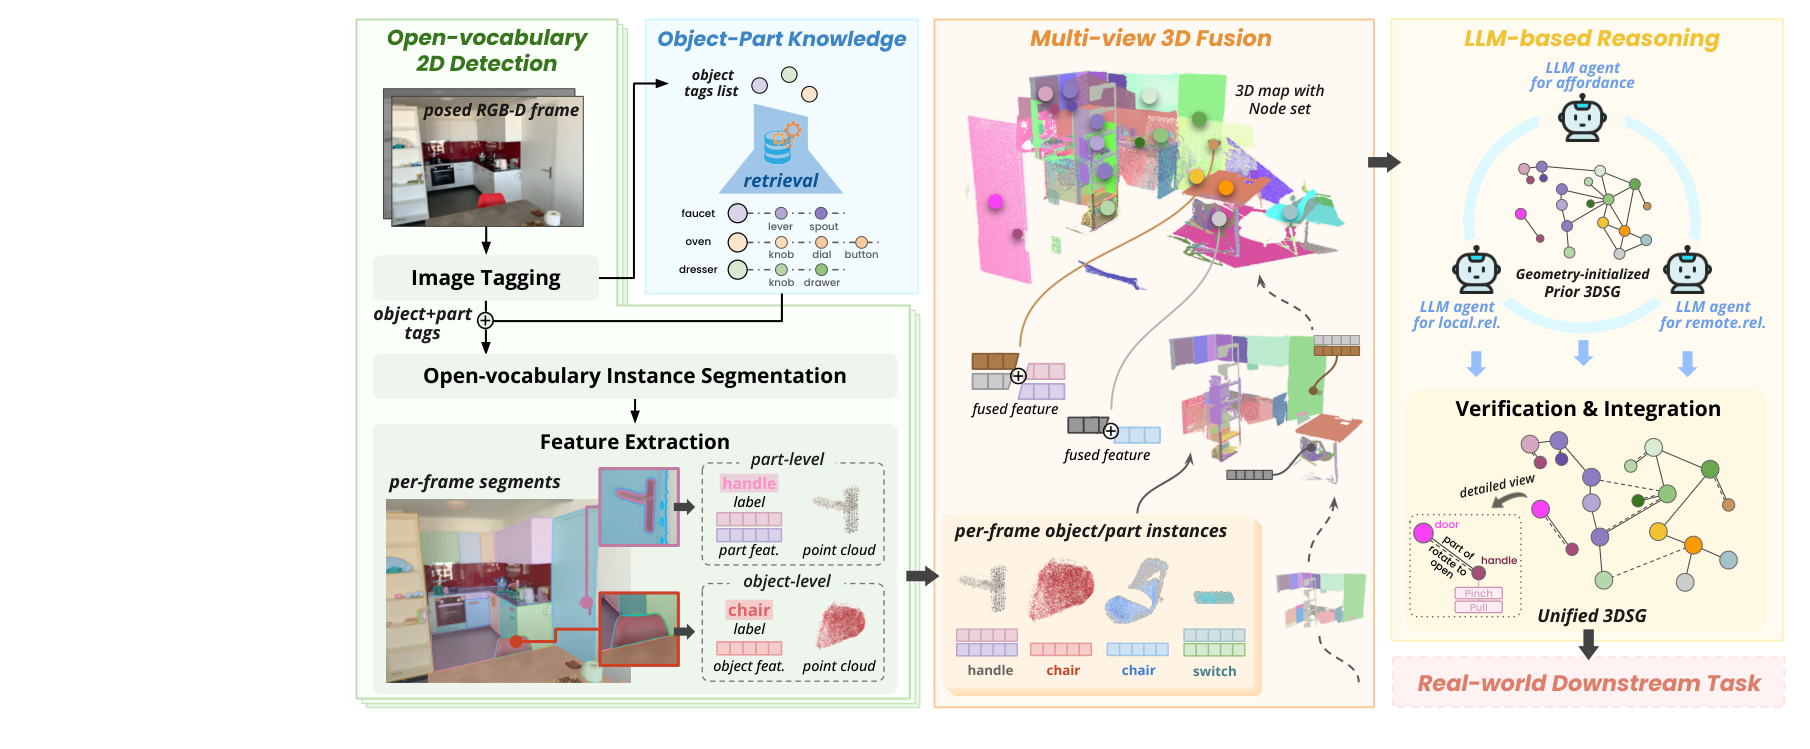 Open-vocabulary
2D Detection
posed RGB-D frame
Image Tagging
object+part
tags
Open-vocabulary Instance Segmentation
Feature Extraction
per-frame segments
part-level
handle
label
part feat.
point cloud
object-level
chair
label
object feat.
point cloud
Object-Part Knowledge
object
tags list
retrieval
faucet
lever
spout
oven
knob
dial
button
dresser
knob
drawer
Multi-view 3D Fusion
3D map with
Node set
fused feature
fused feature
per-frame object/part instances
handle
chair
chair
switch
LLM-based Reasoning
LLM agent
for affordance
Geometry-initialized
Prior 3DSG
LLM agent
for local.rel.
LLM agent
for remote.rel.
Verification & Integration
detailed view
door
part of
rotate to
open
handle
Pinch
Pull
Unified 3DSG
Real-world Downstream Task